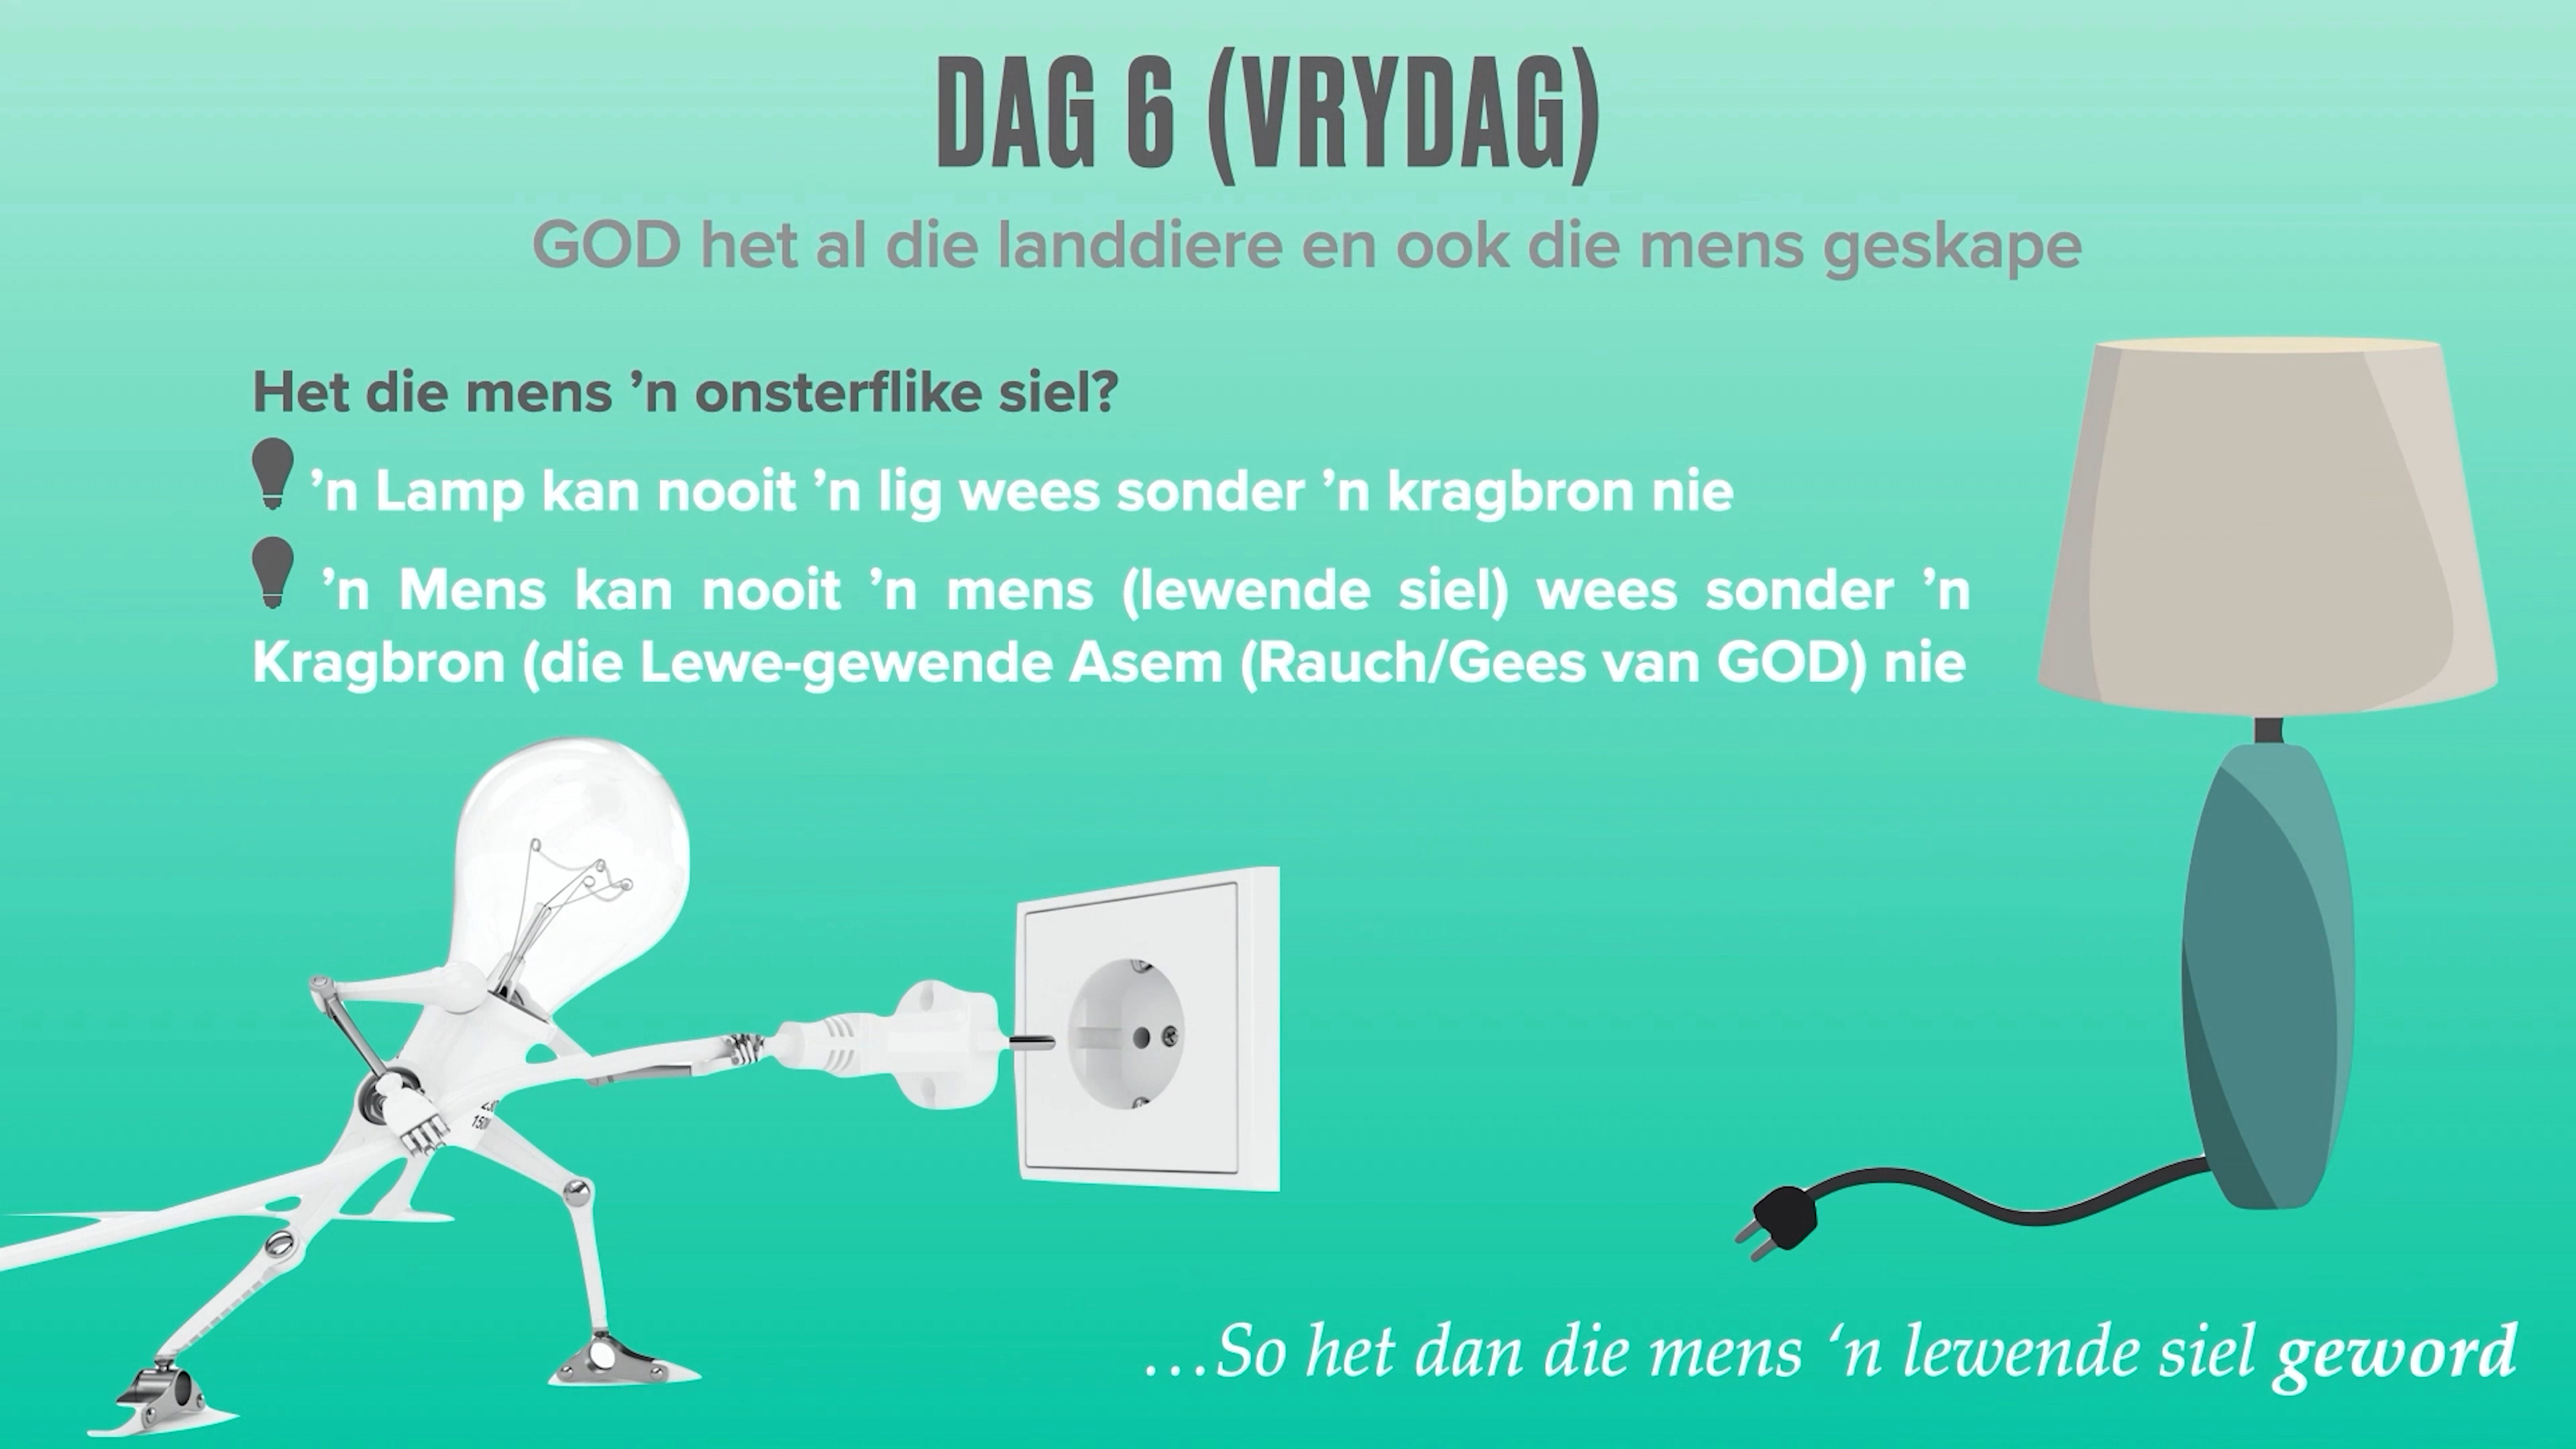 DAG 6 (VRYDAG)
GOD het al die landdiere en ook die mens geskape
Het die mens ’n onsterflike siel?
’n Lamp kan nooit ’n lig wees sonder ’n kragbron nie
’n Mens kan nooit ’n mens (lewende siel) wees sonder ’n
Kragbron (die Lewe-gewende Asem (Rauch/Gees van GOD) nie
...So het dan die mens ‘n lewende siel geword